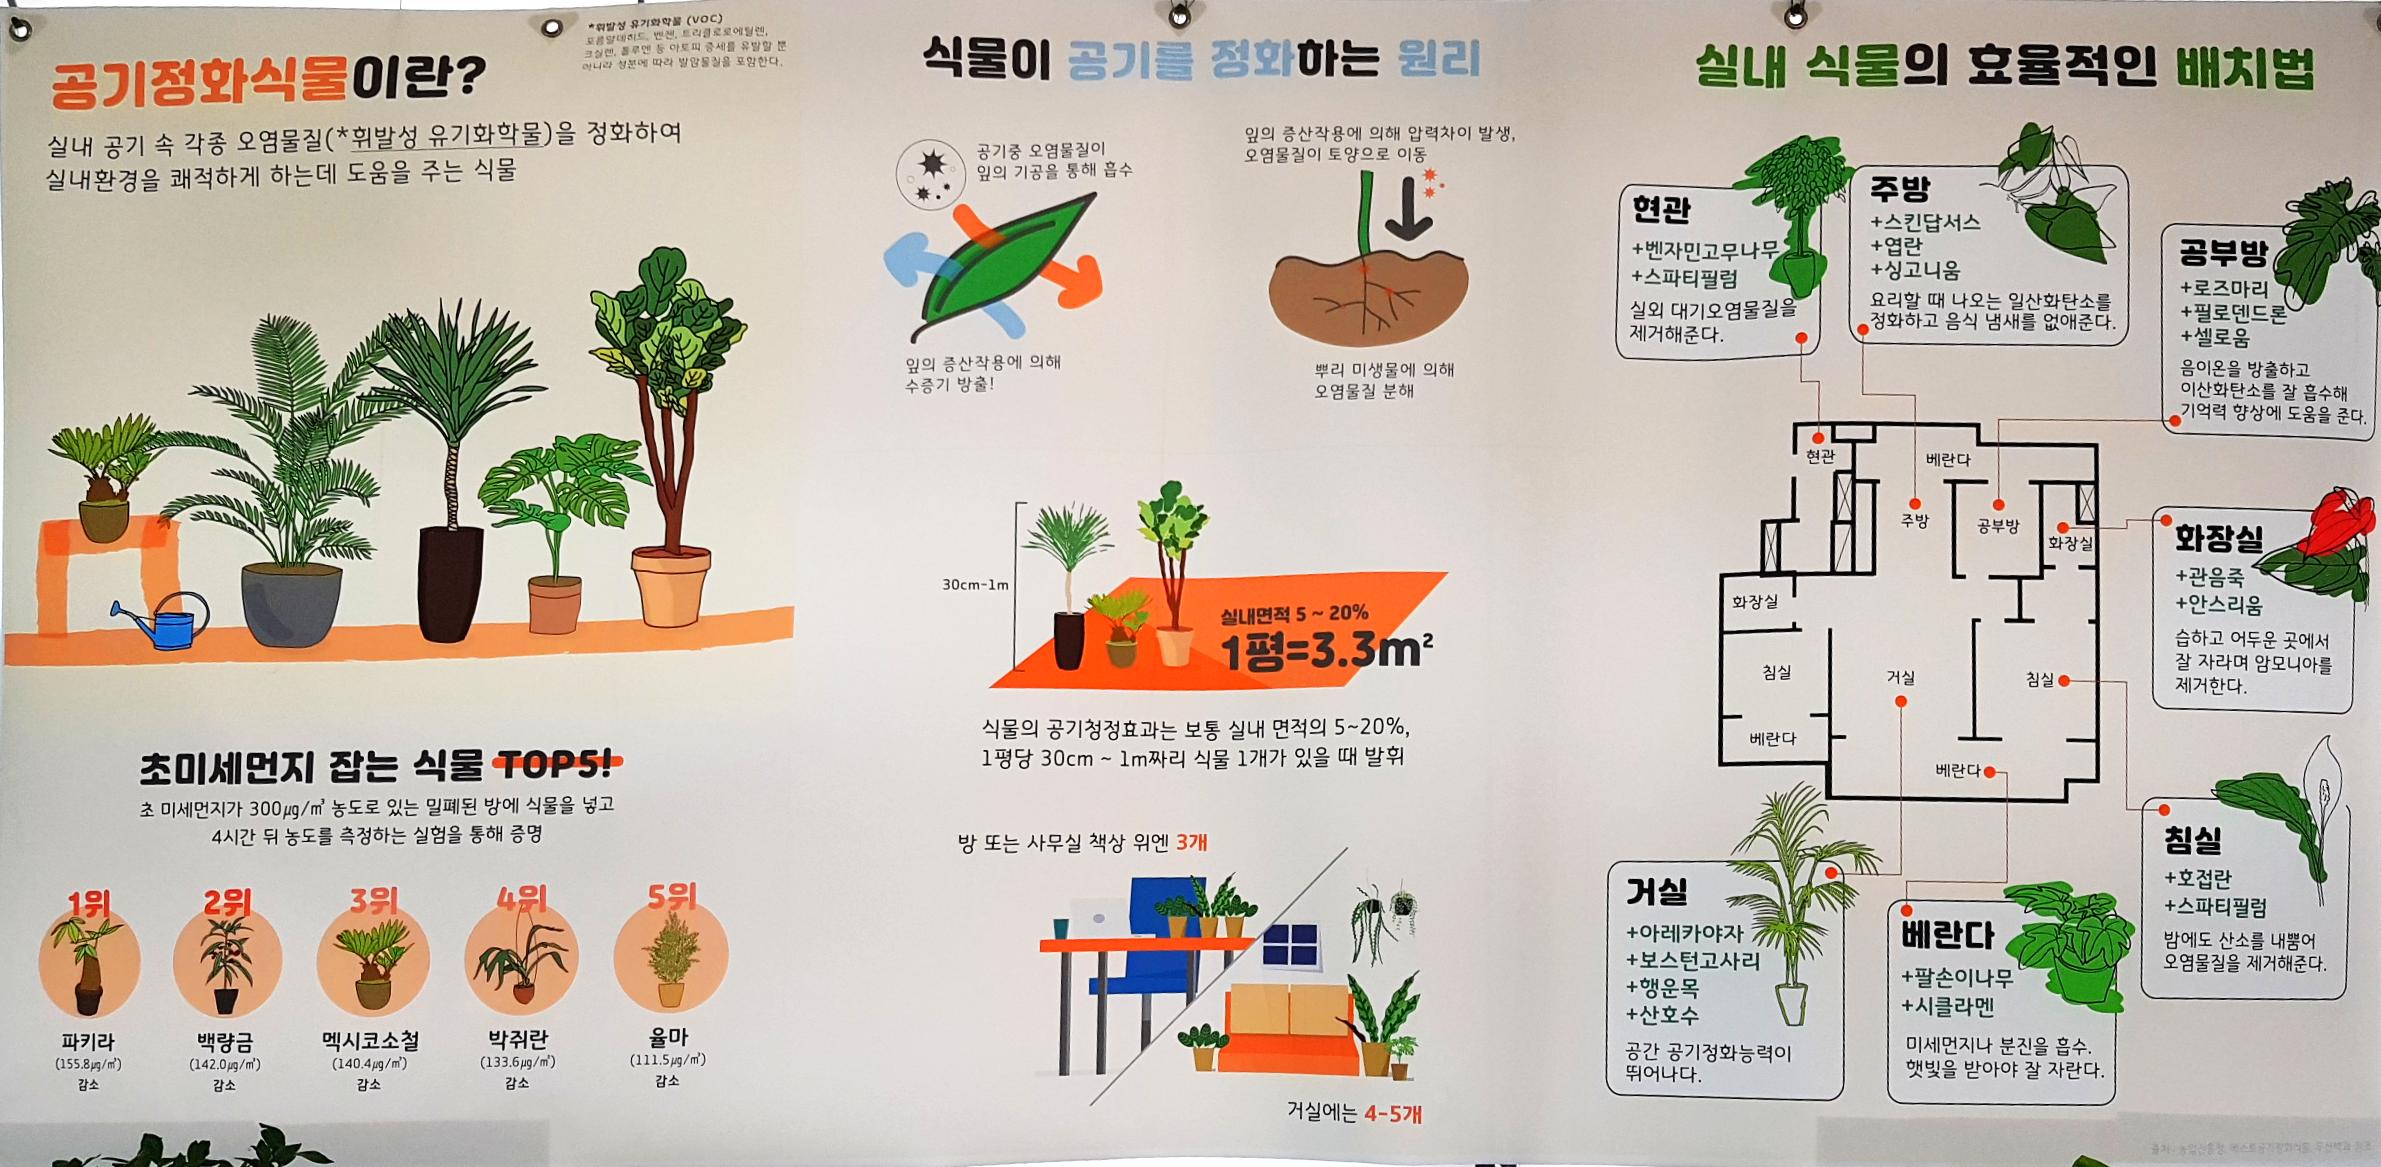 *휘발성 유기화학물 (VOC)
포름알데히드, 벤젠, 트리클로로에틸렌,
크실렌, 톨루엔 등 아토피 증세를 유발할 뿐
아니라 성분에 따라 발암물질을 포함한다.
공기정화식물이란?
실내 공기 속 각종 오염물질(*휘발성 유기화학물)을 정화하여
실내환경을 쾌적하게 하는데 도움을 주는 식물
초미세먼지 잡는 식물 TOP5!
초 미세먼지가 300㎍/㎥ 농도로 있는 밀폐된 방에 식물을 넣고
4시간 뒤 농도를 측정하는 실험을 통해 증명
1위
파키라
(155.8㎍/㎥)
감소
2위
백량금
(142.0㎍/㎥)
감소
3위
멕시코소철
(140.4㎍/㎥)
감소
4위
박쥐란
(133.6㎍/㎥)
감소
5위
율마
(111.5㎍/㎥)
감소
식물이 공기를 정화하는 원리
공기중 오염물질이
잎의 기공을 통해 흡수
잎의 증산작용에 의해
수증기 방출!
잎의 증산작용에 의해 압력차이 발생,
오염물질이 토양으로 이동
뿌리 미생물에 의해
오염물질 분해
30cm-1m
실내면적 5 ~ 20%
1평=3.3m²
식물의 공기청정효과는 보통 실내 면적의 5~20%,
1평당 30cm ~ 1m짜리 식물 1개가 있을 때 발휘
방 또는 사무실 책상 위엔 3개
거실에는 4-5개
실내 식물의 효율적인 배치법
현관
+벤자민고무나무
+스파티필럼
실외 대기오염물질을
제거해준다.
주방
+스킨답서스
+엽란
+싱고니움
요리할 때 나오는 일산화탄소를
정화하고 음식 냄새를 없애준다.
공부방
+로즈마리
+필로덴드론
+셀로움
음이온을 방출하고
이산화탄소를 잘 흡수해
기억력 향상에 도움을 준다.
현관
베란다
주방
공부방
화장실
화장실
침실
거실
침실
베란다
베란다
화장실
+관음죽
+안스리움
습하고 어두운 곳에서
잘 자라며 암모니아를
제거한다.
침실
+호접란
+스파티필럼
밤에도 산소를 내뿜어
오염물질을 제거해준다.
거실
+아레카야자
+보스턴고사리
+행운목
+산호수
공간 공기정화능력이
뛰어나다.
베란다
+팔손이나무
+시클라멘
미세먼지나 분진을 흡수.
햇빛을 받아야 잘 자란다.